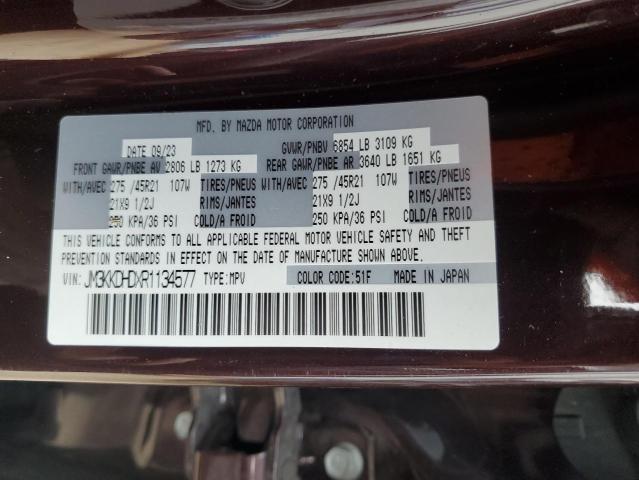 MFD. BY MAZDA MOTOR CORPORATION
DATE 09/23 GVWR/PNBV 6854 LB 3109 KG
FRONT GAWR/PNBE AV 2806 LB 1273 KG REAR GAWR/PNBE AR 3640 LB 1651 KG
WITH/AVEC 275 /45R21 107W TIRES/PNEUS WITH/AVEC 275 /45R21 107W TIRES/PNEUS
21X9 1/2J RIMS/JANTES 21X9 1/2J RIMS/JANTES
250 KPA/36 PSI COLD/A FROID 250 KPA/36 PSI COLD/A FROID
THIS VEHICLE CONFORMS TO ALL APPLICABLE FEDERAL MOTOR VEHICLE SAFETY AND THEFT
PREVENTION STANDARDS IN EFFECT ON THE DATE OF MANUFACTURE SHOWN ABOVE.
VIN: JM3KKDHDXR1134577 TYPE:MPV COLOR CODE:51F MADE IN JAPAN